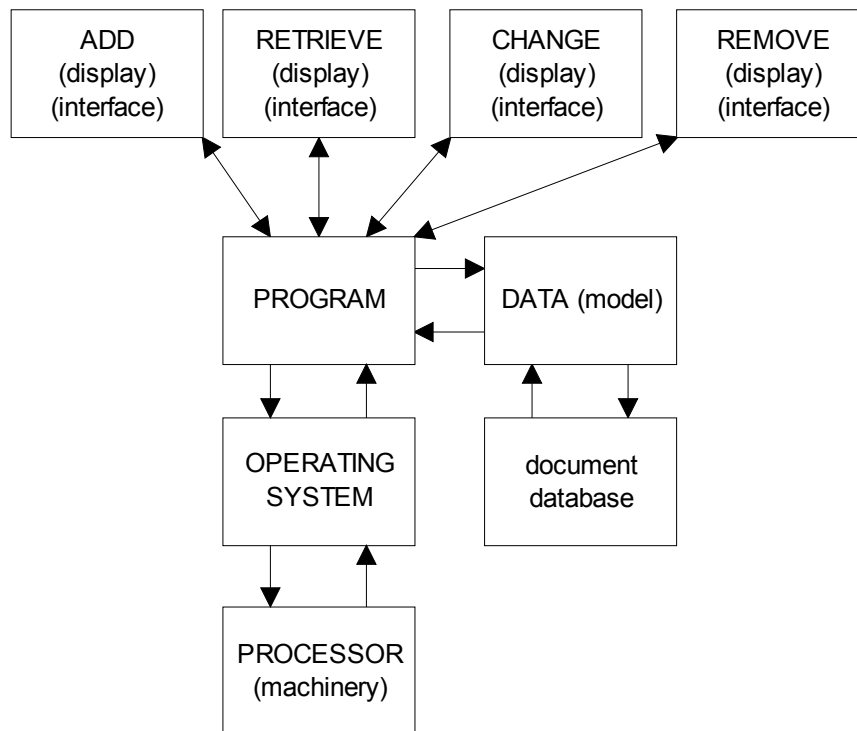 ADD
(display)
(interface)
RETRIEVE
(display)
(interface)
CHANGE
(display)
(interface)
REMOVE
(display)
(interface)
PROGRAM
DATA (model)
OPERATING
SYSTEM
document
database
PROCESSOR
(machinery)